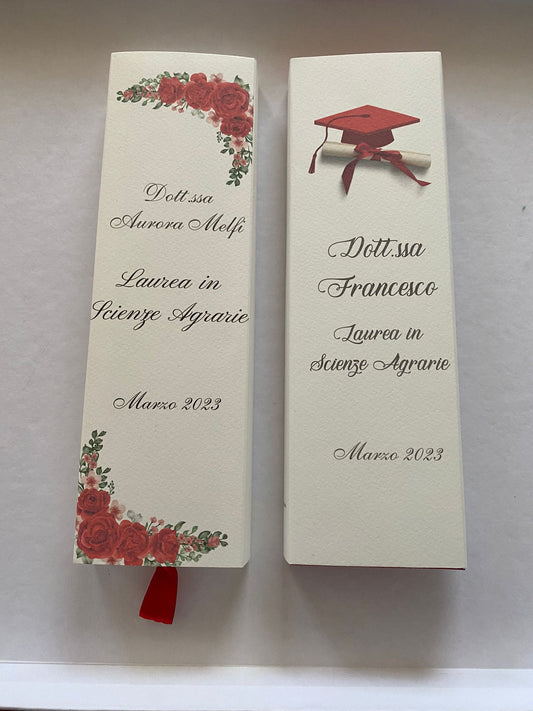 Dott.ssa
Aurora Melfi
Laurea in
Scienze Agrarie
Marzo 2023
Dott.ssa
Francesco
Laurea in
Scienze Agrarie
Marzo 2023